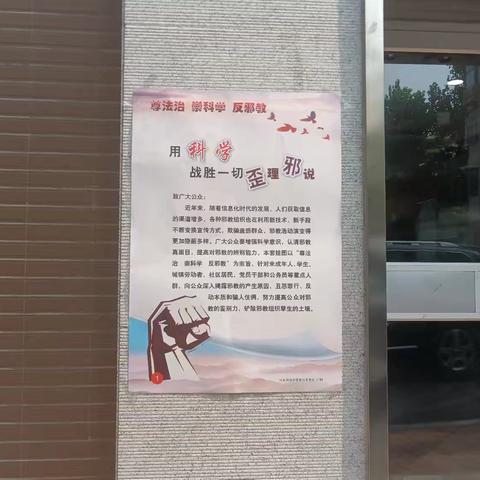 尊法治 崇科学 反邪教
用 科学
战胜一切歪理邪说
致广大公众：
近年来，随着信息化时代的发展，人们获取信息
的渠道增多，各种邪教组织也在利用新技术、新手段
不断变换宣传方式，欺骗蛊惑群众，邪教活动演变得
更加隐蔽多样。广大公众要增强科学意识，认清邪教
真面目，提高对邪教的辨别能力。本套挂图以“尊法
治 崇科学 反邪教”为宗旨，针对未成年人、学生、
城镇劳动者、社区居民、党员干部和公务员等重点人
群，向公众深入揭露邪教的产生原因、丑恶罪行、反
动本质和骗人伎俩，努力提高公众对邪
教的鉴别力，铲除邪教组织孳生的土壤。
1